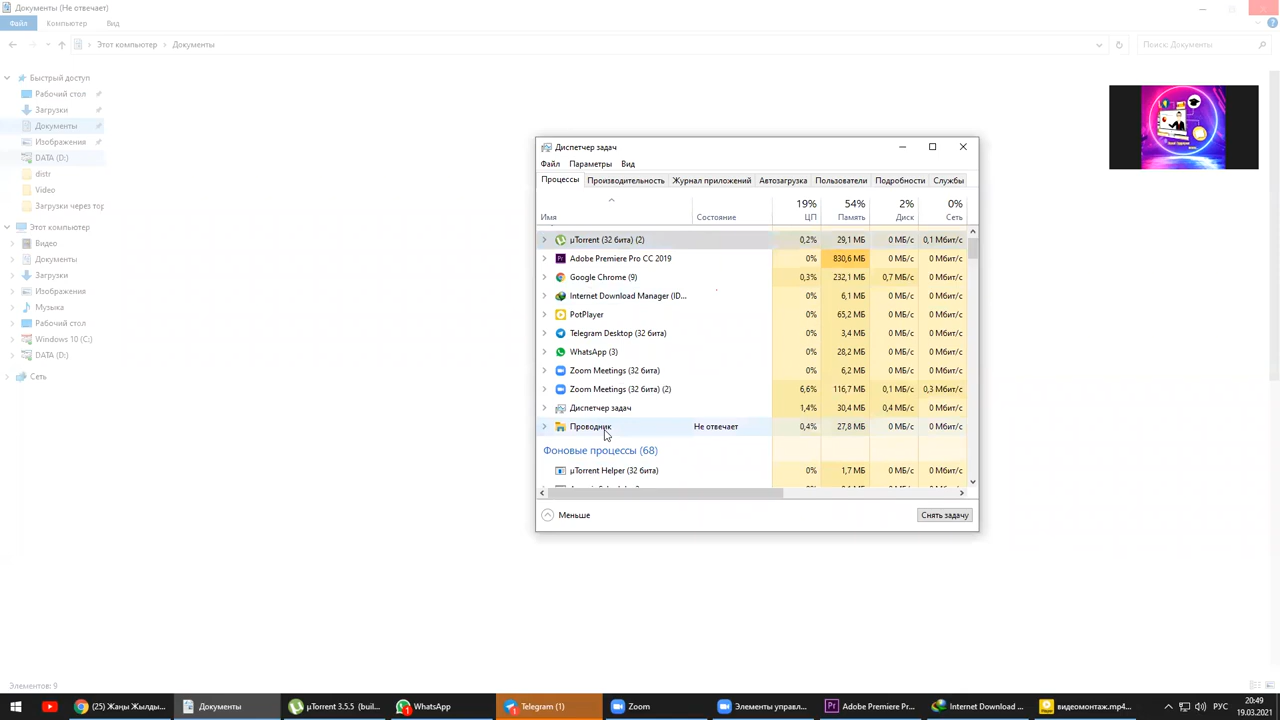 Документы (Не отвечает)
Файл Компьютер Вид
Этот компьютер Документы Поиск: Документы
Быстрый доступ
Рабочий стол
Загрузки
Документы
Изображения
DATA (D:)
distr
Video
Загрузки через тор
Этот компьютер
Видео
Документы
Загрузки
Изображения
Музыка
Рабочий стол
Windows 10 (C:)
DATA (D:)
Сеть
Элементов: 9
Диспетчер задач
Файл Параметры Вид
Процессы Производительность Журнал приложений Автозагрузка Пользователи Подробности Службы
19% 54% 2% 0%
Имя Состояние ЦП Память Диск Сеть
µTorrent (32 бита) (2) 0,2% 29,1 МБ 0 МБ/с 0,1 Мбит/с
Adobe Premiere Pro CC 2019 0% 830,6 МБ 0 МБ/с 0 Мбит/с
Google Chrome (9) 0,3% 232,1 МБ 0,7 МБ/с 0 Мбит/с
Internet Download Manager (ID... 0% 6,1 МБ 0 МБ/с 0 Мбит/с
PotPlayer 0% 65,2 МБ 0 МБ/с 0 Мбит/с
Telegram Desktop (32 бита) 0% 3,4 МБ 0 МБ/с 0 Мбит/с
WhatsApp (3) 0% 28,2 МБ 0 МБ/с 0 Мбит/с
Zoom Meetings (32 бита) 0% 6,2 МБ 0 МБ/с 0 Мбит/с
Zoom Meetings (32 бита) (2) 6,6% 116,7 МБ 0,1 МБ/с 0,3 Мбит/с
Диспетчер задач 1,4% 30,4 МБ 0,4 МБ/с 0 Мбит/с
Проводник Не отвечает 0,4% 27,8 МБ 0 МБ/с 0 Мбит/с
Фоновые процессы (68)
µTorrent Helper (32 бита) 0% 1,7 МБ 0 МБ/с 0 Мбит/с
Меньше Снять задачу
(25) Жаңы Жылды... Документы µTorrent 3.5.5 (buil... WhatsApp Telegram (1) Zoom Элементы управл... Adobe Premiere Pr... Internet Download ... видеомонтаж.mp4... РУС 20:49
19.03.2021